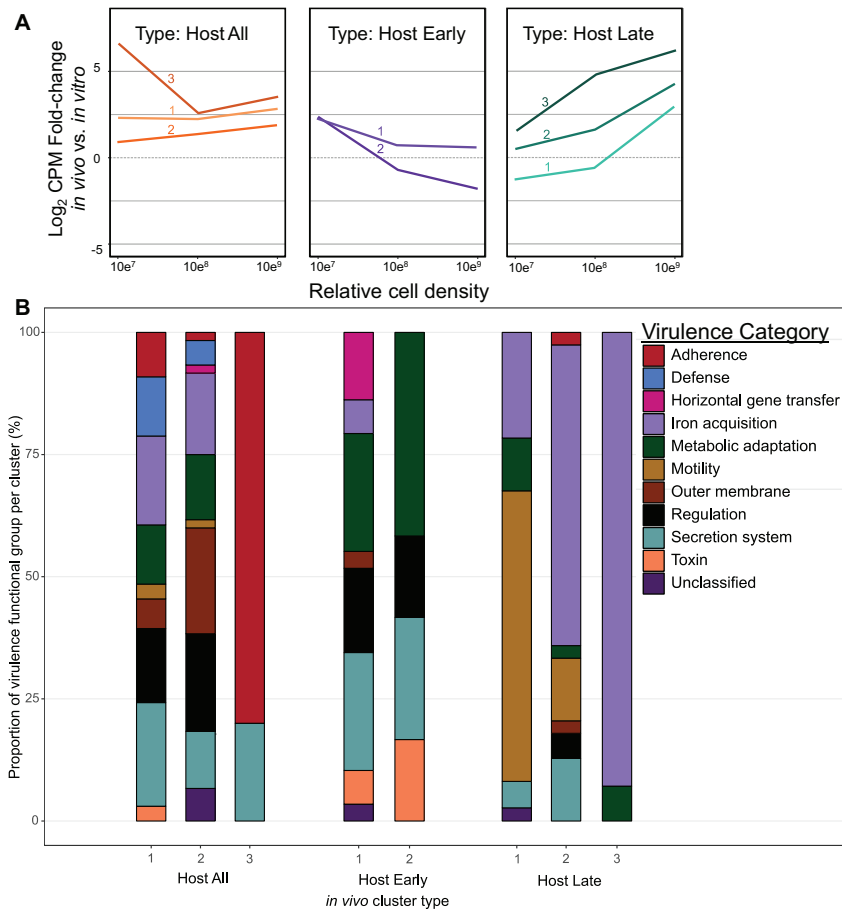 A
Type: Host All
Type: Host Early
Type: Host Late
Log2 CPM Fold-change
in vivo vs. in vitro
5
0
-5
3
1
2
1
2
3
2
1
10e7
10e8
10e9
10e7
10e8
10e9
10e7
10e8
10e9
Relative cell density
B
Proportion of virulence functional group per cluster (%)
100
75
50
25
0
Virulence Category
Adherence
Defense
Horizontal gene transfer
Iron acquisition
Metabolic adaptation
Motility
Outer membrane
Regulation
Secretion system
Toxin
Unclassified
1
2
3
1
2
1
2
3
Host All
Host Early
Host Late
in vivo cluster type